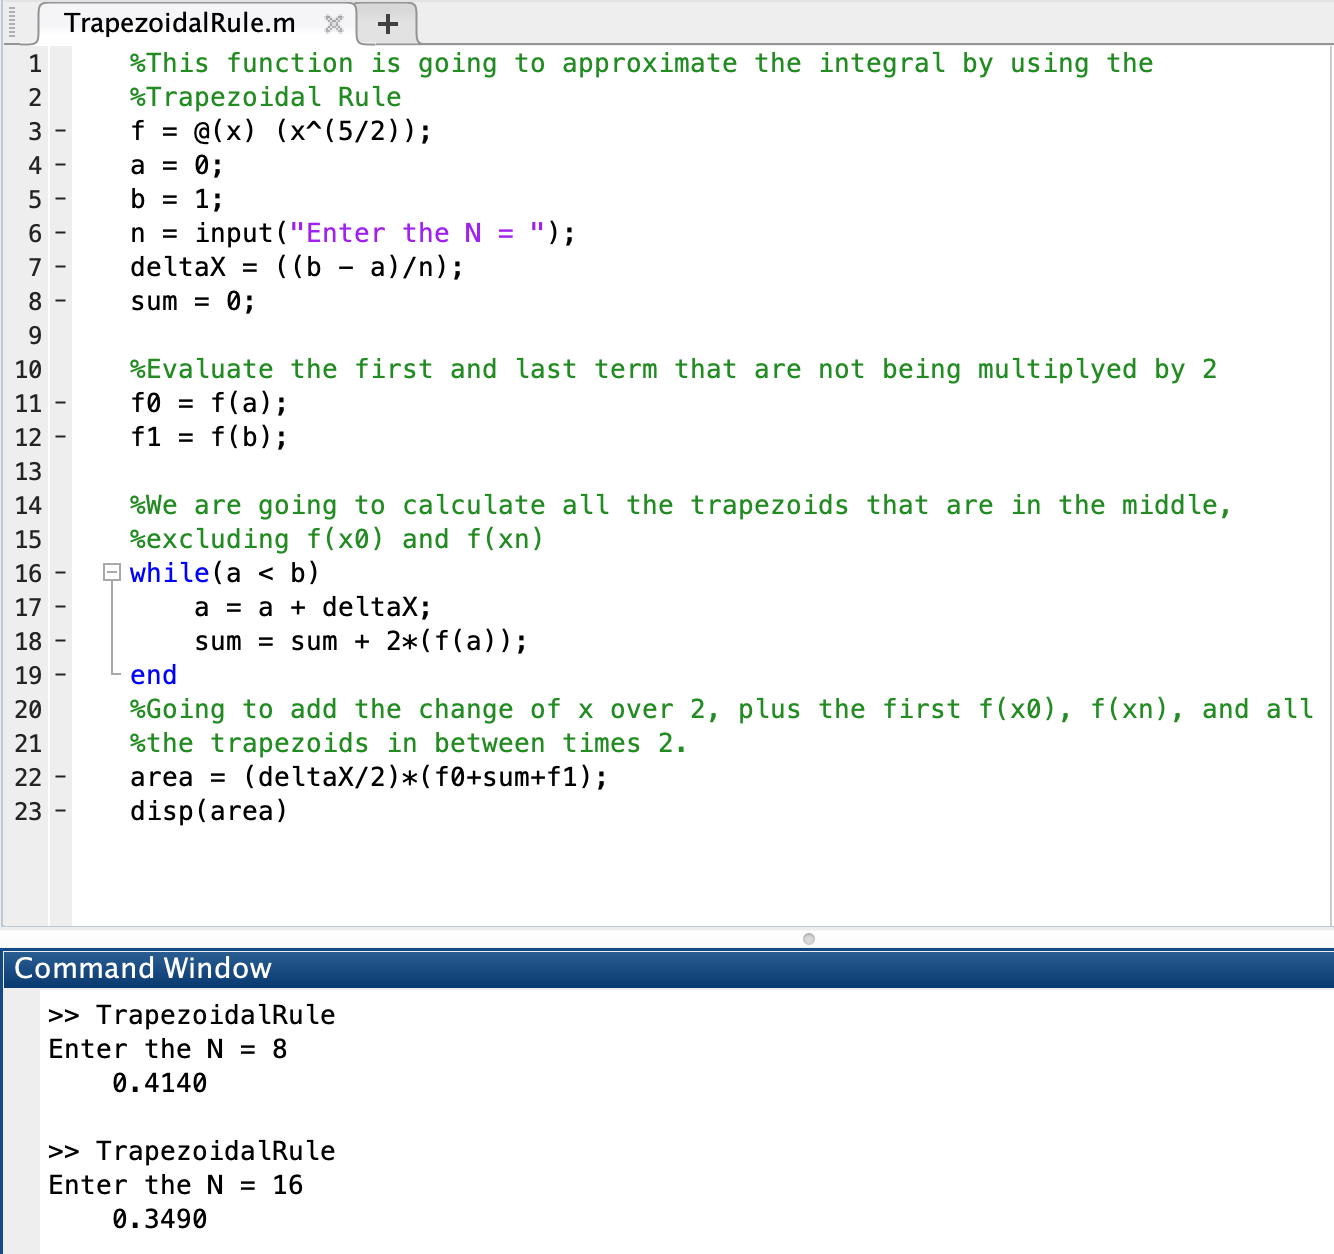 TrapezoidalRule.m
1 %This function is going to approximate the integral by using the
2 %Trapezoidal Rule
3 - f = @(x) (x^(5/2));
4 - a = 0;
5 - b = 1;
6 - n = input("Enter the N = ");
7 - deltaX = ((b - a)/n);
8 - sum = 0;
9
10 %Evaluate the first and last term that are not being multiplyed by 2
11 - f0 = f(a);
12 - f1 = f(b);
13
14 %We are going to calculate all the trapezoids that are in the middle,
15 %excluding f(x0) and f(xn)
16 - while(a < b)
17 - a = a + deltaX;
18 - sum = sum + 2*(f(a));
19 - end
20 %Going to add the change of x over 2, plus the first f(x0), f(xn), and all
21 %the trapezoids in between times 2.
22 - area = (deltaX/2)*(f0+sum+f1);
23 - disp(area)
Command Window
>> TrapezoidalRule
Enter the N = 8
0.4140
>> TrapezoidalRule
Enter the N = 16
0.3490